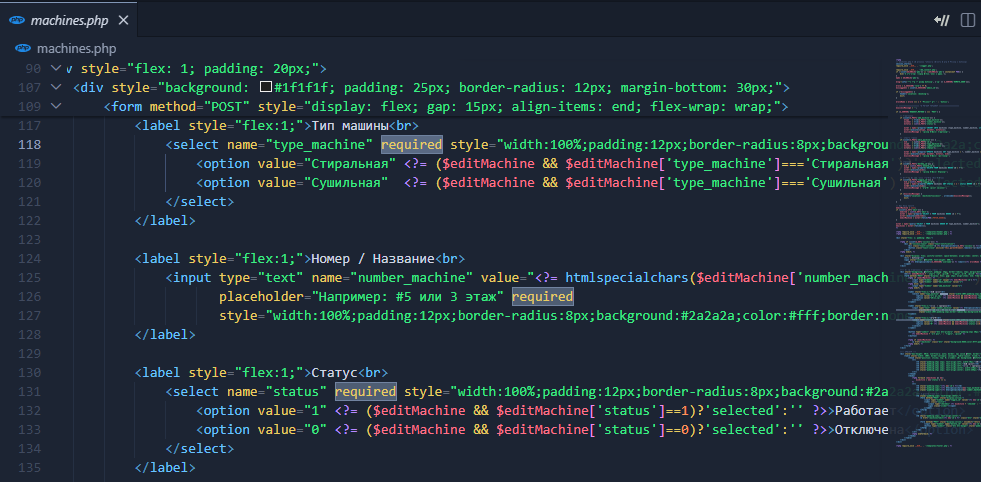 machines.php
machines.php
90 v style="flex: 1; padding: 20px;">
107 <div style="background: #1f1f1f; padding: 25px; border-radius: 12px; margin-bottom: 30px;">
109 <form method="POST" style="display: flex; gap: 15px; align-items: end; flex-wrap: wrap;">
117 <label style="flex:1;">Тип машины<br>
118 <select name="type_machine" required style="width:100%;padding:12px;border-radius:8px;backgroun
119 <option value="Стиральная" <?= ($editMachine && $editMachine['type_machine']==='Стиральная
120 <option value="Сушильная"  <?= ($editMachine && $editMachine['type_machine']==='Сушильная'
121 </select>
122 </label>
123
124 <label style="flex:1;">Номер / Название<br>
125 <input type="text" name="number_machine" value="<?= htmlspecialchars($editMachine['number_mach
126 placeholder="Например: #5 или 3 этаж" required
127 style="width:100%;padding:12px;border-radius:8px;background:#2a2a2a;color:#fff;border:n
128 </label>
129
130 <label style="flex:1;">Статус<br>
131 <select name="status" required style="width:100%;padding:12px;border-radius:8px;background:#2a
132 <option value="1" <?= ($editMachine && $editMachine['status']==1)?'selected':'' ?>>Работае
133 <option value="0" <?= ($editMachine && $editMachine['status']==0)?'selected':'' ?>>Отключе
134 </select>
135 </label>